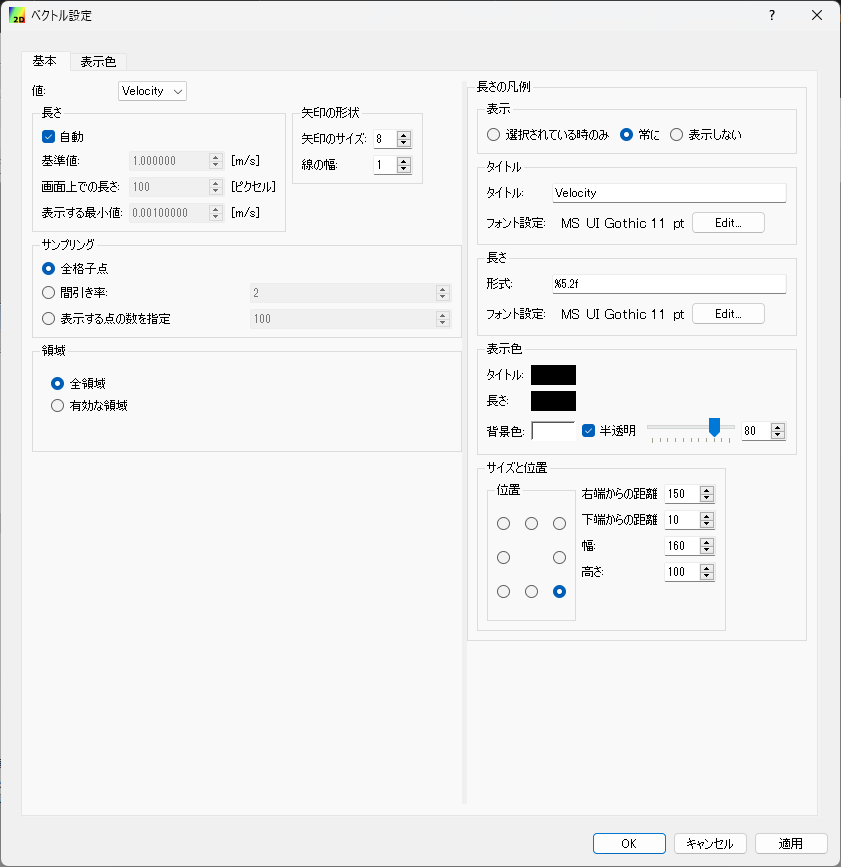 2D ベクトル設定
基本 表示色
値: Velocity
長さ
自動
基準値: 1.000000 [m/s]
画面上での長さ: 100 [ピクセル]
表示する最小値: 0.00100000 [m/s]
矢印の形状
矢印のサイズ: 8
線の幅: 1
サンプリング
全格子点
間引き率: 2
表示する点の数を指定 100
領域
全領域
有効な領域
長さの凡例
表示
選択されている時のみ 常に 表示しない
タイトル
タイトル: Velocity
フォント設定: MS UI Gothic 11 pt Edit...
長さ
形式: %5.2f
フォント設定: MS UI Gothic 11 pt Edit...
表示色
タイトル:
長さ:
背景色: 半透明 80
サイズと位置
位置
右端からの距離 150
下端からの距離 10
幅: 160
高さ: 100
OK キャンセル 適用